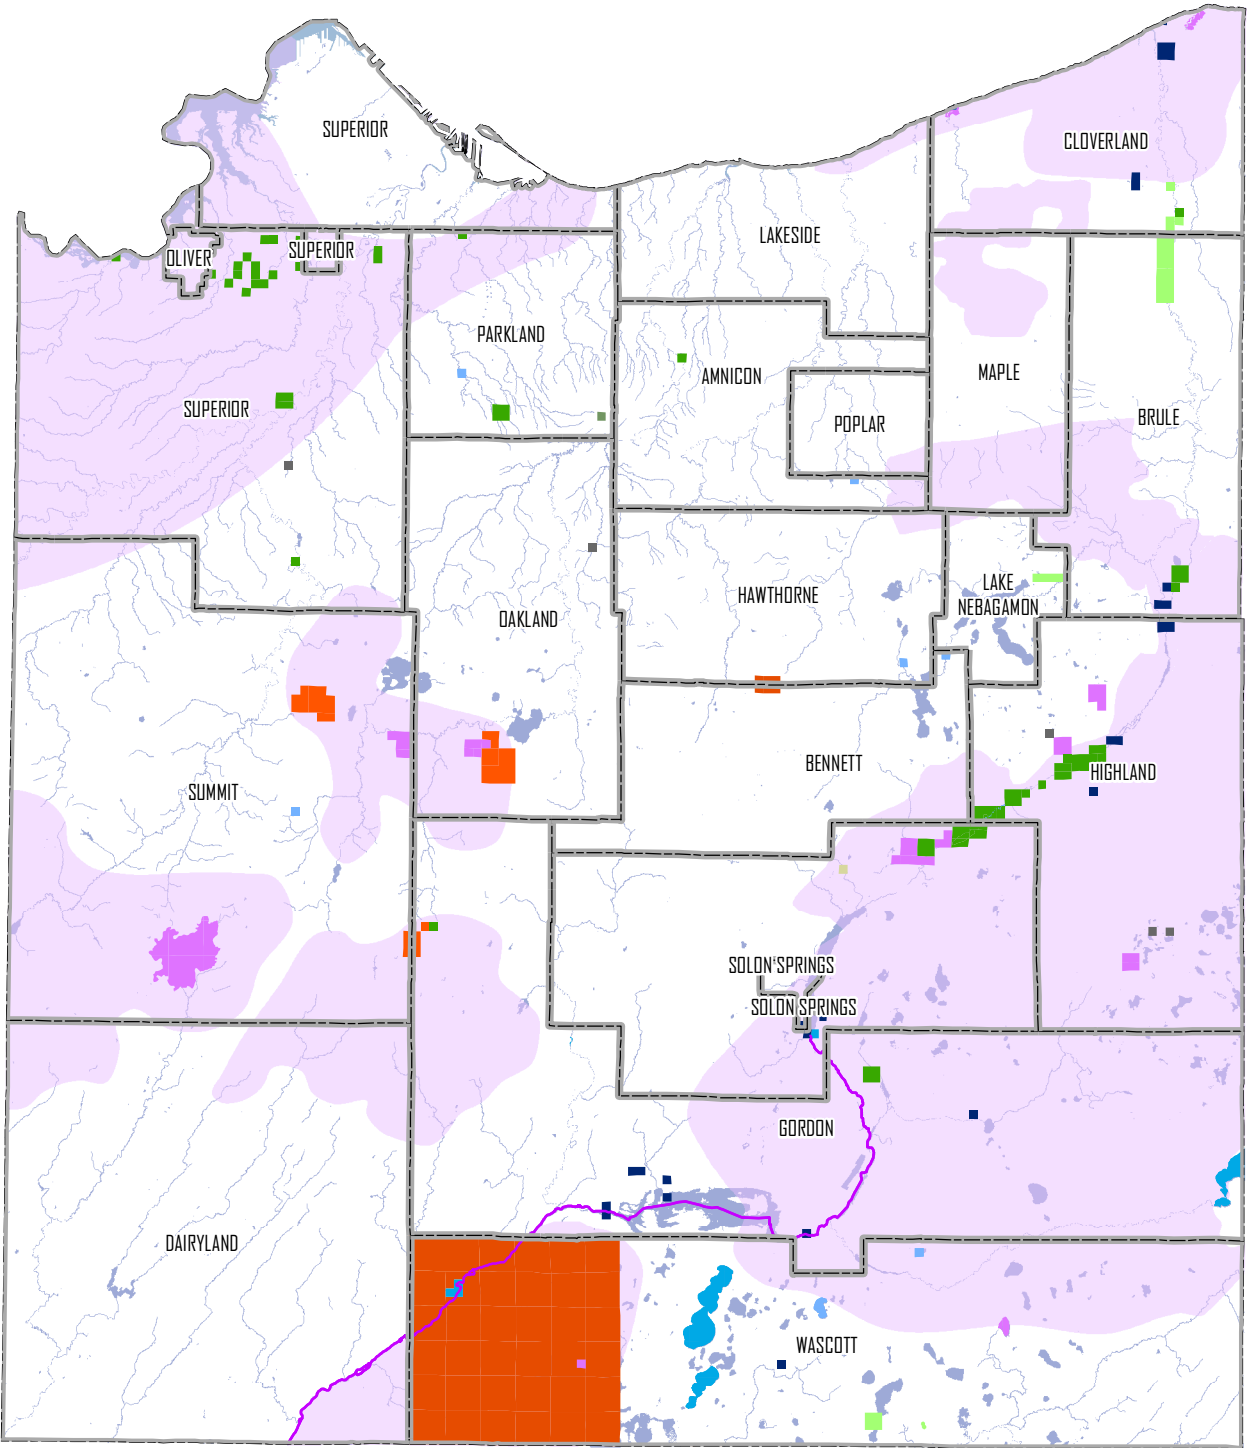 SUPERIOR
CLOVERLAND
LAKESIDE
OLIVER
SUPERIOR
PARKLAND
AMNICON
MAPLE
SUPERIOR
POPLAR
BRULE
LAKE
NEBAGAMON
HAWTHORNE
OAKLAND
BENNETT
HIGHLAND
SUMMIT
SOLON SPRINGS
SOLON SPRINGS
GORDON
DAIRYLAND
WASCOTT